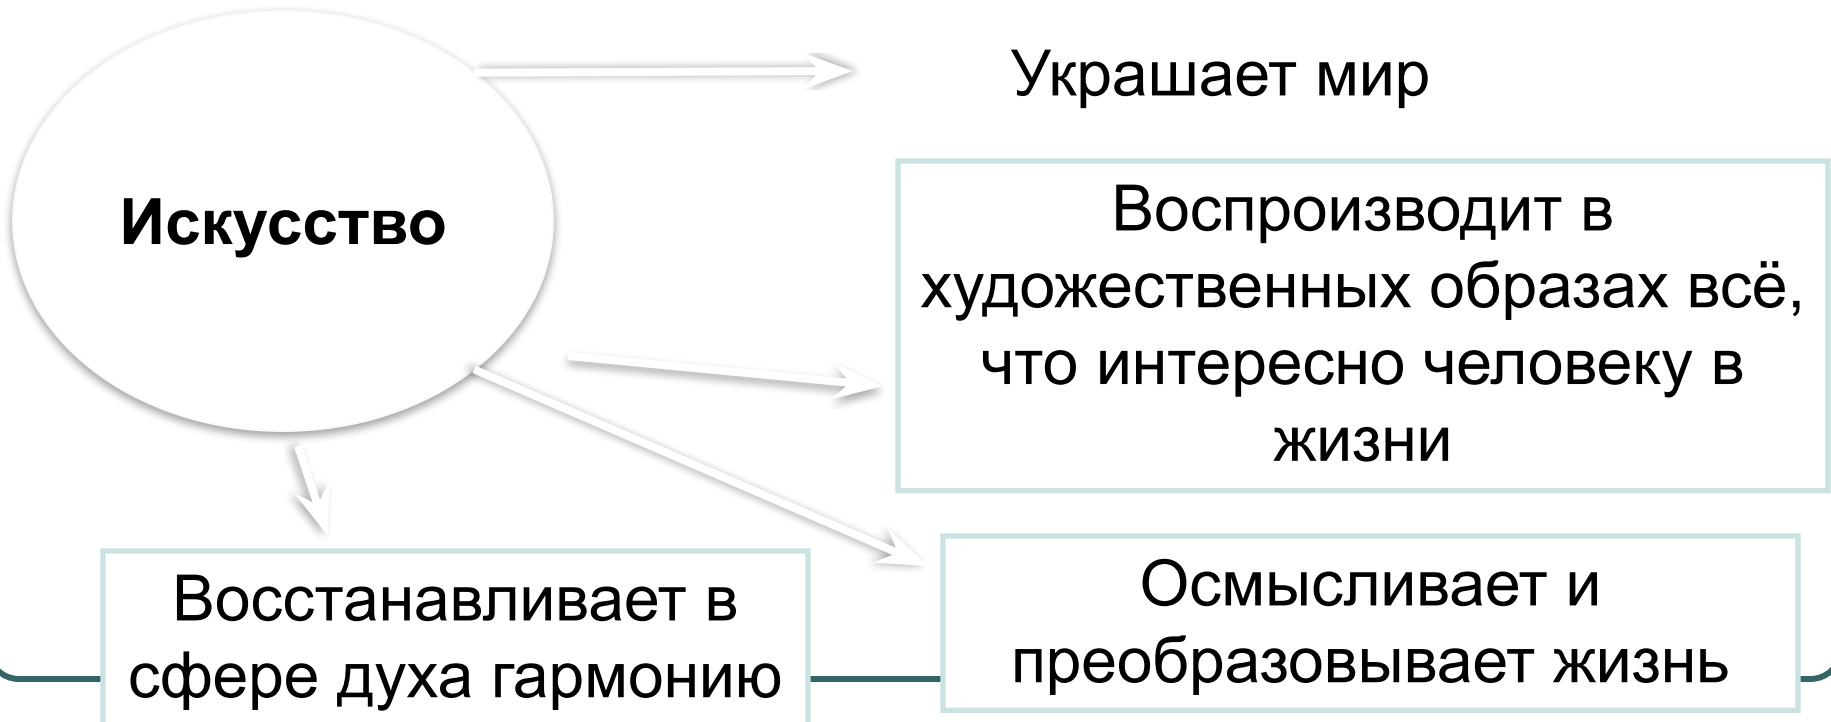 Искусство
Украшает мир
Воспроизводит в
художественных образах всё,
что интересно человеку в
жизни
Восстанавливает в
сфере духа гармонию
Осмысливает и
преобразовывает жизнь